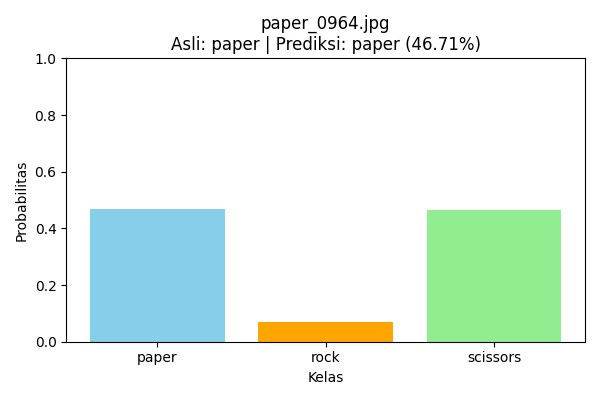 paper_0964.jpg
Asli: paper | Prediksi: paper (46.71%)
1.0
0.8
0.6
0.4
0.2
0.0
Probabilitas
paper
rock
scissors
Kelas